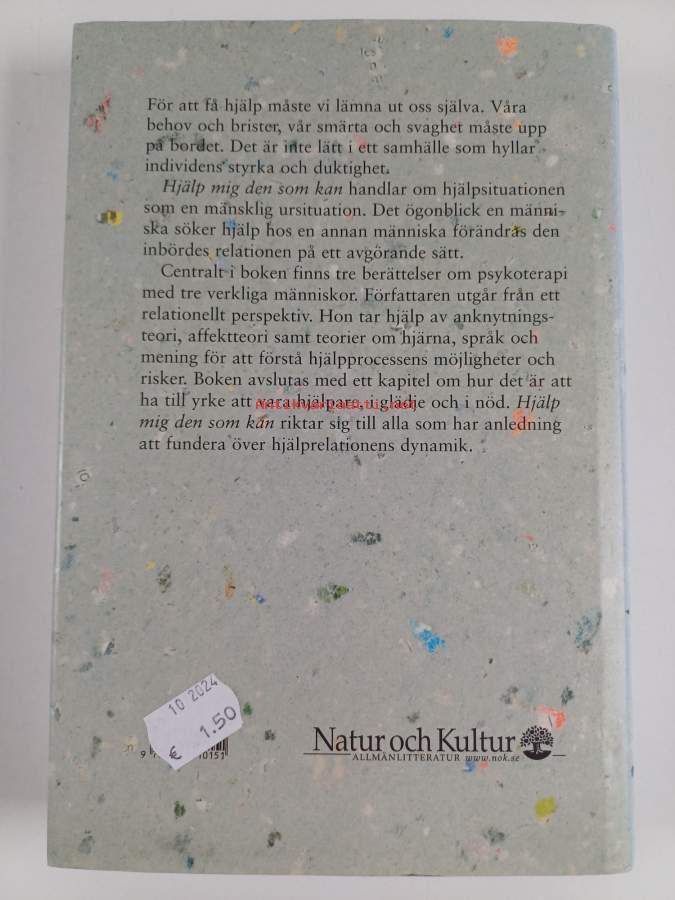 För att få hjälp måste vi lämna ut oss själva. Våra
behov och brister, vår smärta och svaghet måste upp
på bordet. Det är inte lätt i ett samhälle som hyllar
individens styrka och duktighet.
Hjälp mig den som kan handlar om hjälpsituationen
som en mänsklig ursituation. Det ögonblick en männi-
ska söker hjälp hos en annan människa förändras den
inbördes relationen på ett avgörande sätt.
Centralt i boken finns tre berättelser om psykoterapi
med tre verkliga människor. Författaren utgår från ett
relationellt perspektiv. Hon tar hjälp av anknytnings-
teori, affektteori samt teorier om hjärna, språk och
mening för att förstå hjälpprocessens möjligheter och
risker. Boken avslutas med ett kapitel om hur det är att
ha till yrke att vara hjälpare, i glädje och i nöd. Hjälp
mig den som kan riktar sig till alla som har anledning
att fundera över hjälprelationens dynamik.
10 2024
€ 1.50
Natur och Kultur
ALLMÄNLITTERATUR www.nok.se